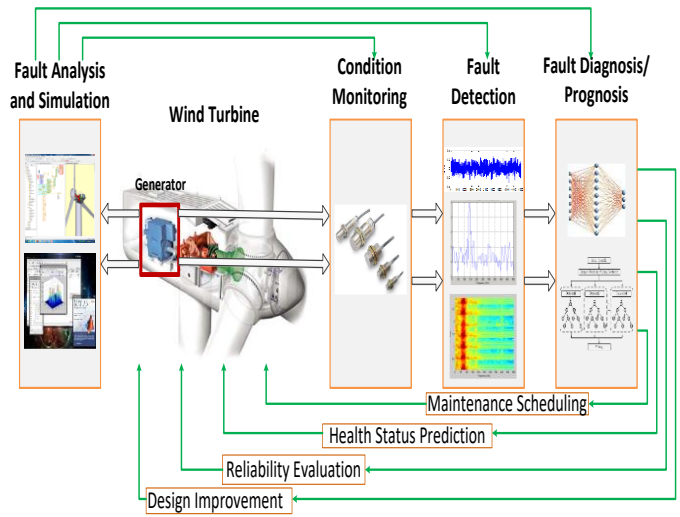 Fault Analysis
and Simulation
Wind Turbine
Condition
Monitoring
Fault
Detection
Fault Diagnosis/
Prognosis
Generator
Maintenance Scheduling
Health Status Prediction
Reliability Evaluation
Design Improvement